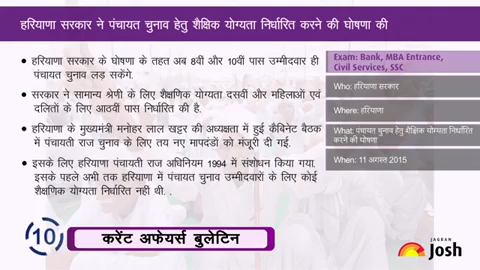 हरियाणा सरकार ने पंचायत चुनाव हेतु शैक्षिक योग्यता निर्धारित करने की घोषणा की
हरियाणा सरकार के घोषणा के तहत अब 8वीं और 10वीं पास उम्मीदवार ही
पंचायत चुनाव लड़ सकेंगे.
सरकार ने सामान्य श्रेणी के लिए शैक्षणिक योग्यता दसवीं और महिलाओं एवं
दलितों के लिए आठवीं पास निर्धारित की है.
हरियाणा के मुख्यमंत्री मनोहर लाल खट्टर की अध्यक्षता में हुई कैबिनेट बैठक
में पंचायती राज चुनाव के लिए तय नए मापदंडों को मंजूरी दी गई.
इसके लिए हरियाणा पंचायती राज अधिनियम 1994 में संशोधन किया गया.
इसके पहले अभी तक हरियाणा में पंचायत चुनाव उम्मीदवारों के लिए कोई
शैक्षणिक योग्यता निर्धारित नही थी. .
Exam: Bank, MBA Entrance,
Civil Services, SSC
Who: हरियाणा सरकार
Where: हरियाणा
What: पंचायत चुनाव हेतु शैक्षिक योग्यता निर्धारित
करने की घोषणा
When: 11 अगस्त 2015
10 करेंट अफेयर्स बुलेटिन
JAGRAN
Josh